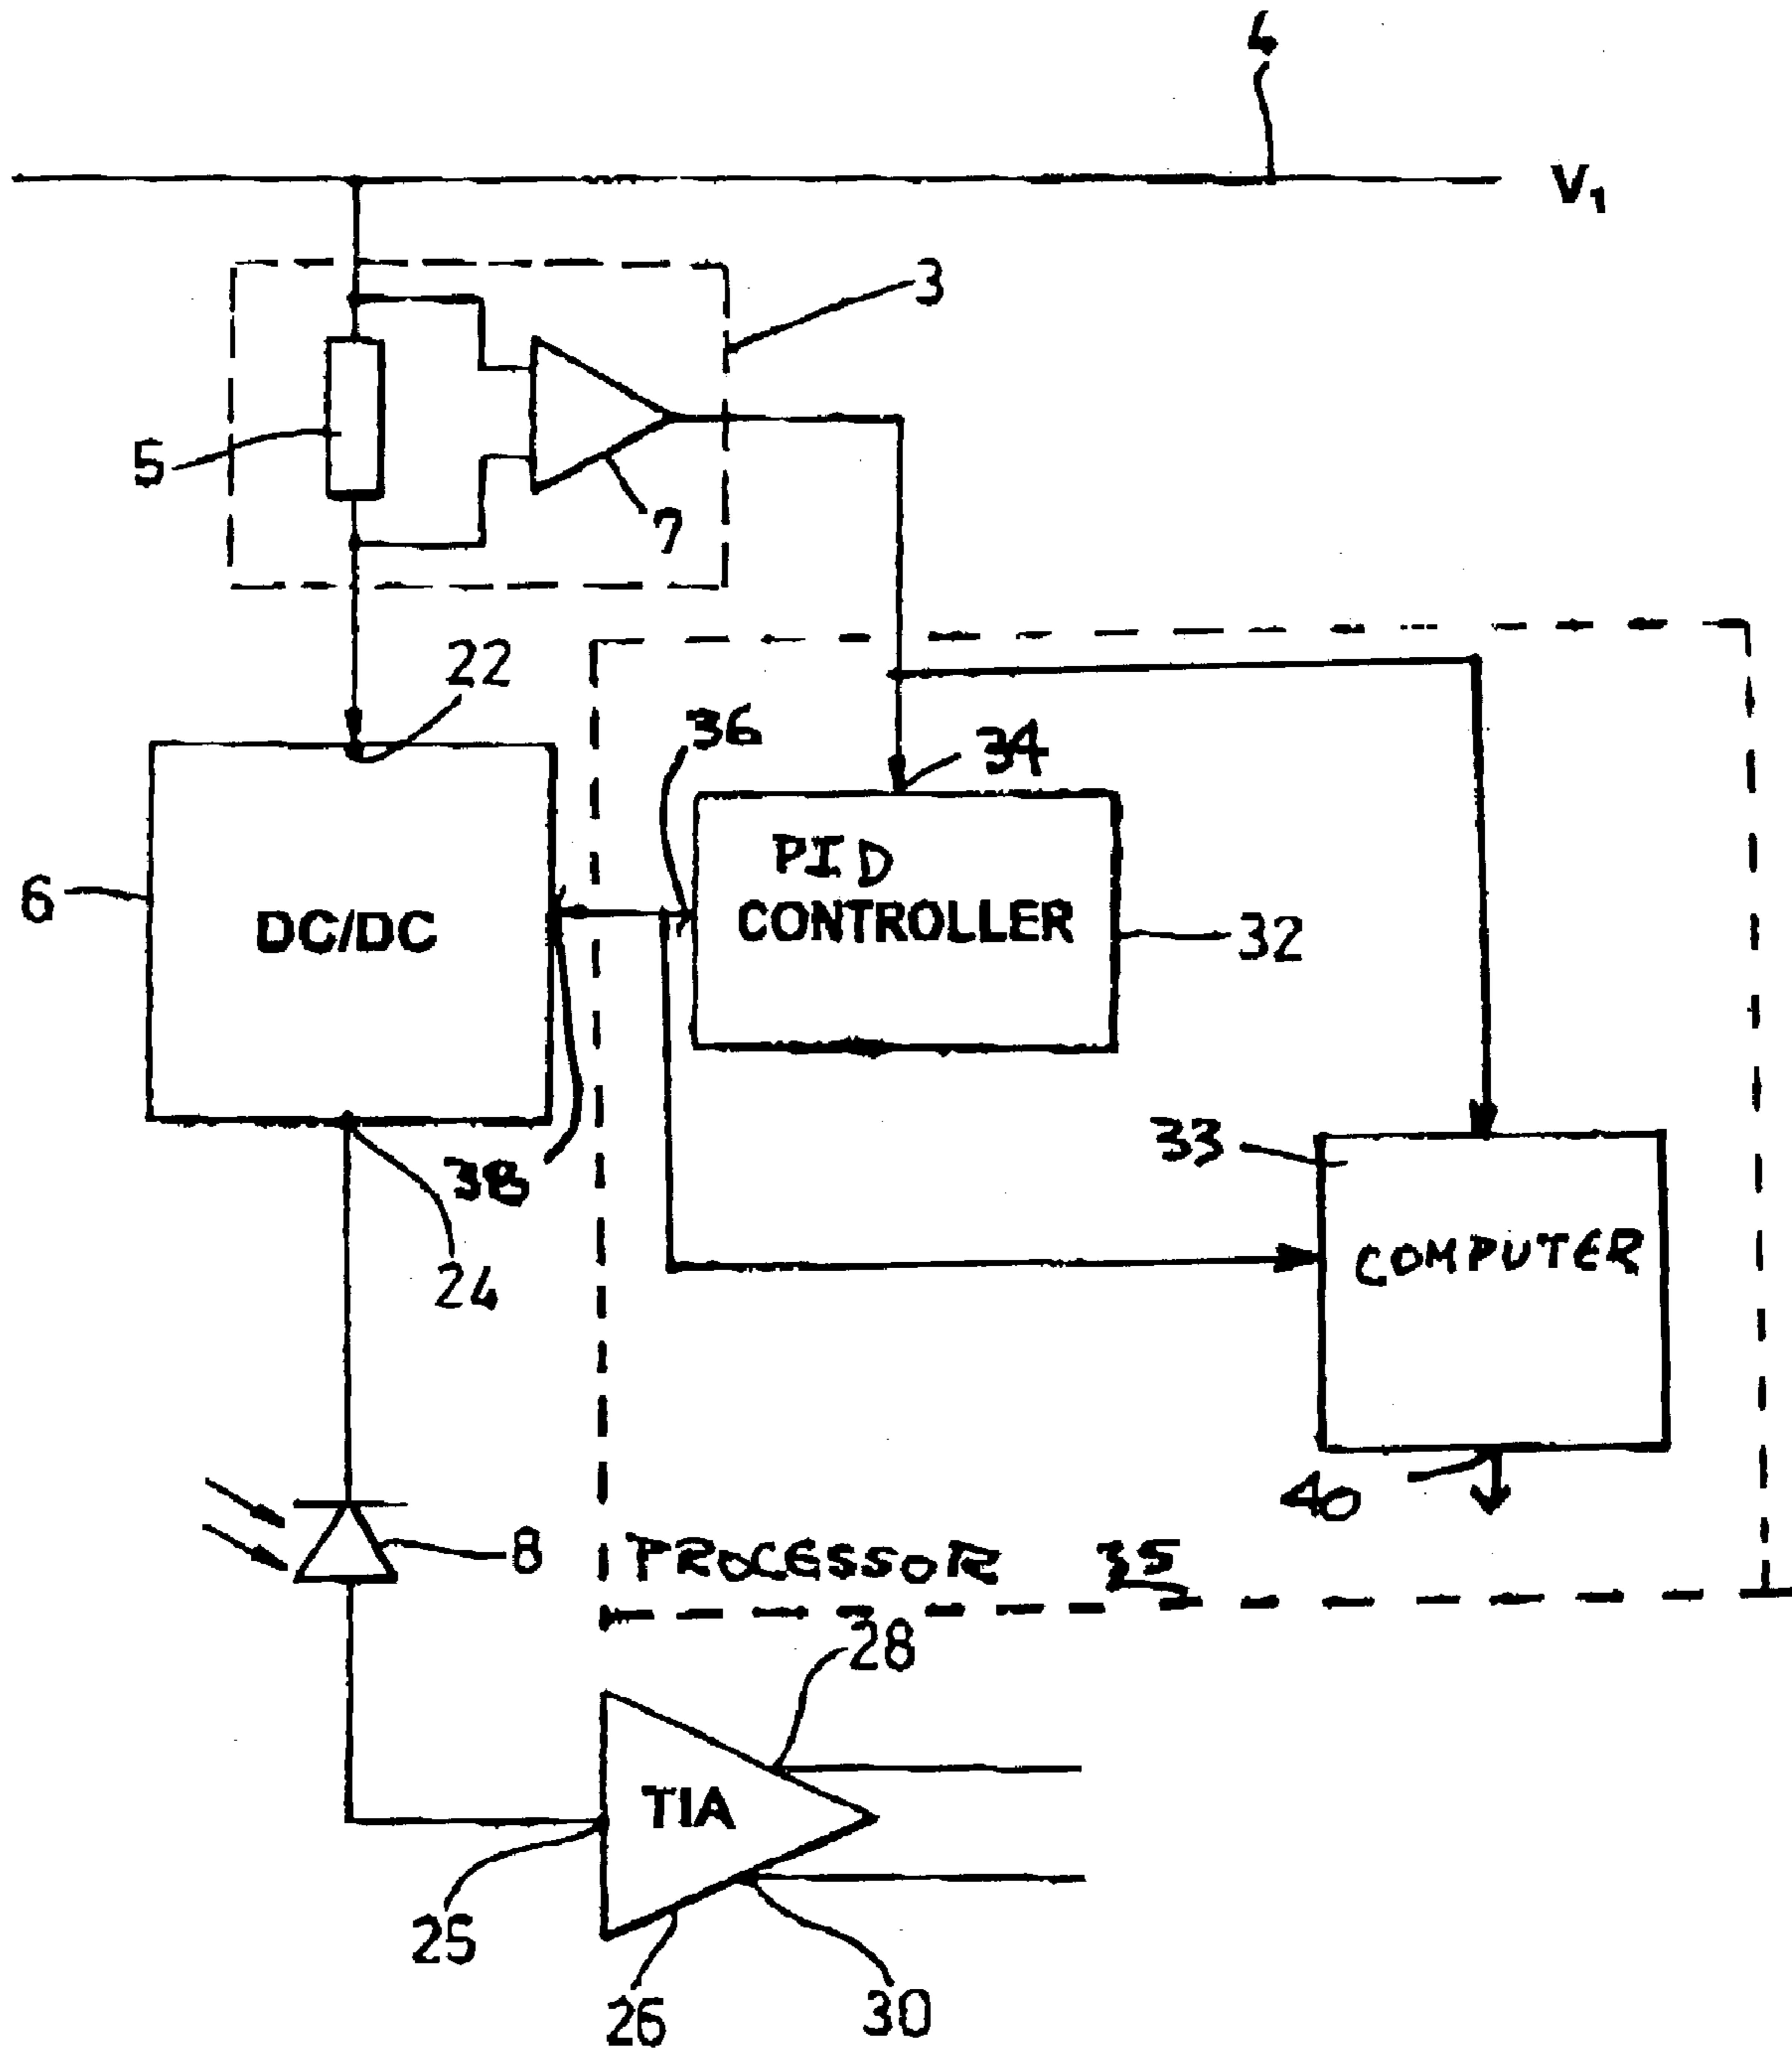 4
V1
3
5
7
22
36
34
PID
CONTROLLER
6
DC/DC
32
38
33
COMPUTER
24
40
8
PROCESSOR 35
28
TIA
25
26
30